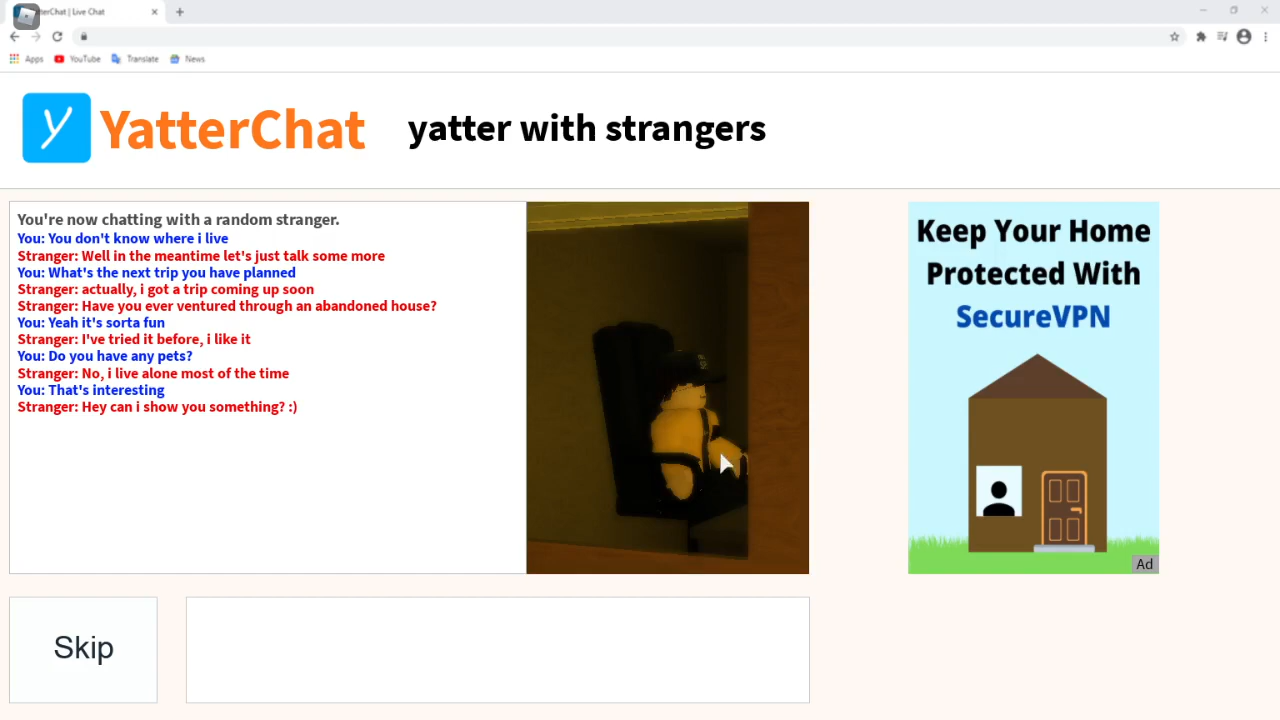 YatterChat | Live Chat
Apps YouTube Translate News
y YatterChat yatter with strangers
You're now chatting with a random stranger.
You: You don't know where i live
Stranger: Well in the meantime let's just talk some more
You: What's the next trip you have planned
Stranger: actually, i got a trip coming up soon
Stranger: Have you ever ventured through an abandoned house?
You: Yeah it's sorta fun
Stranger: I've tried it before, i like it
You: Do you have any pets?
Stranger: No, i live alone most of the time
You: That's interesting
Stranger: Hey can i show you something? :)
Keep Your Home
Protected With
SecureVPN
Ad
Skip